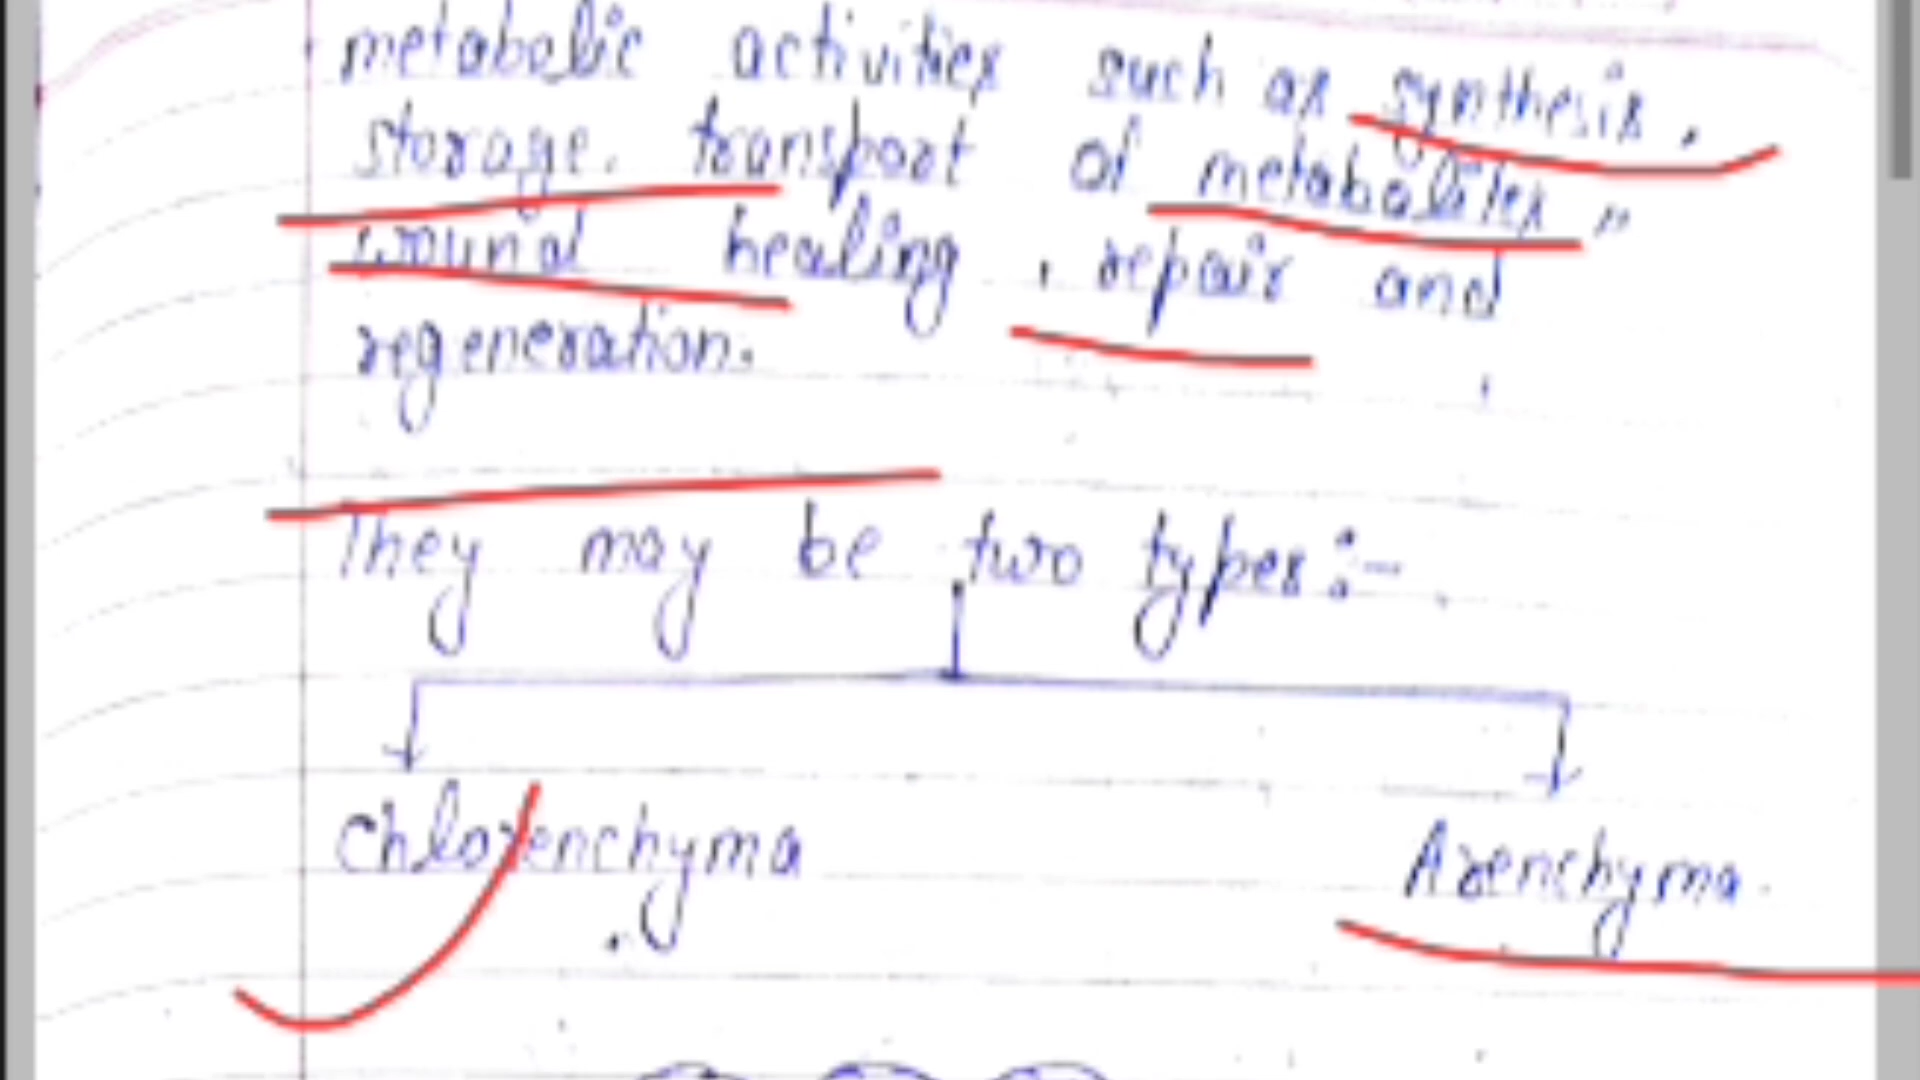 metabolic activities such as synthesis,
storage, transport of metabolites,,
wound healing, repair and
regeneration.
They may be two types:-
Chlorenchyma Arenchyma.